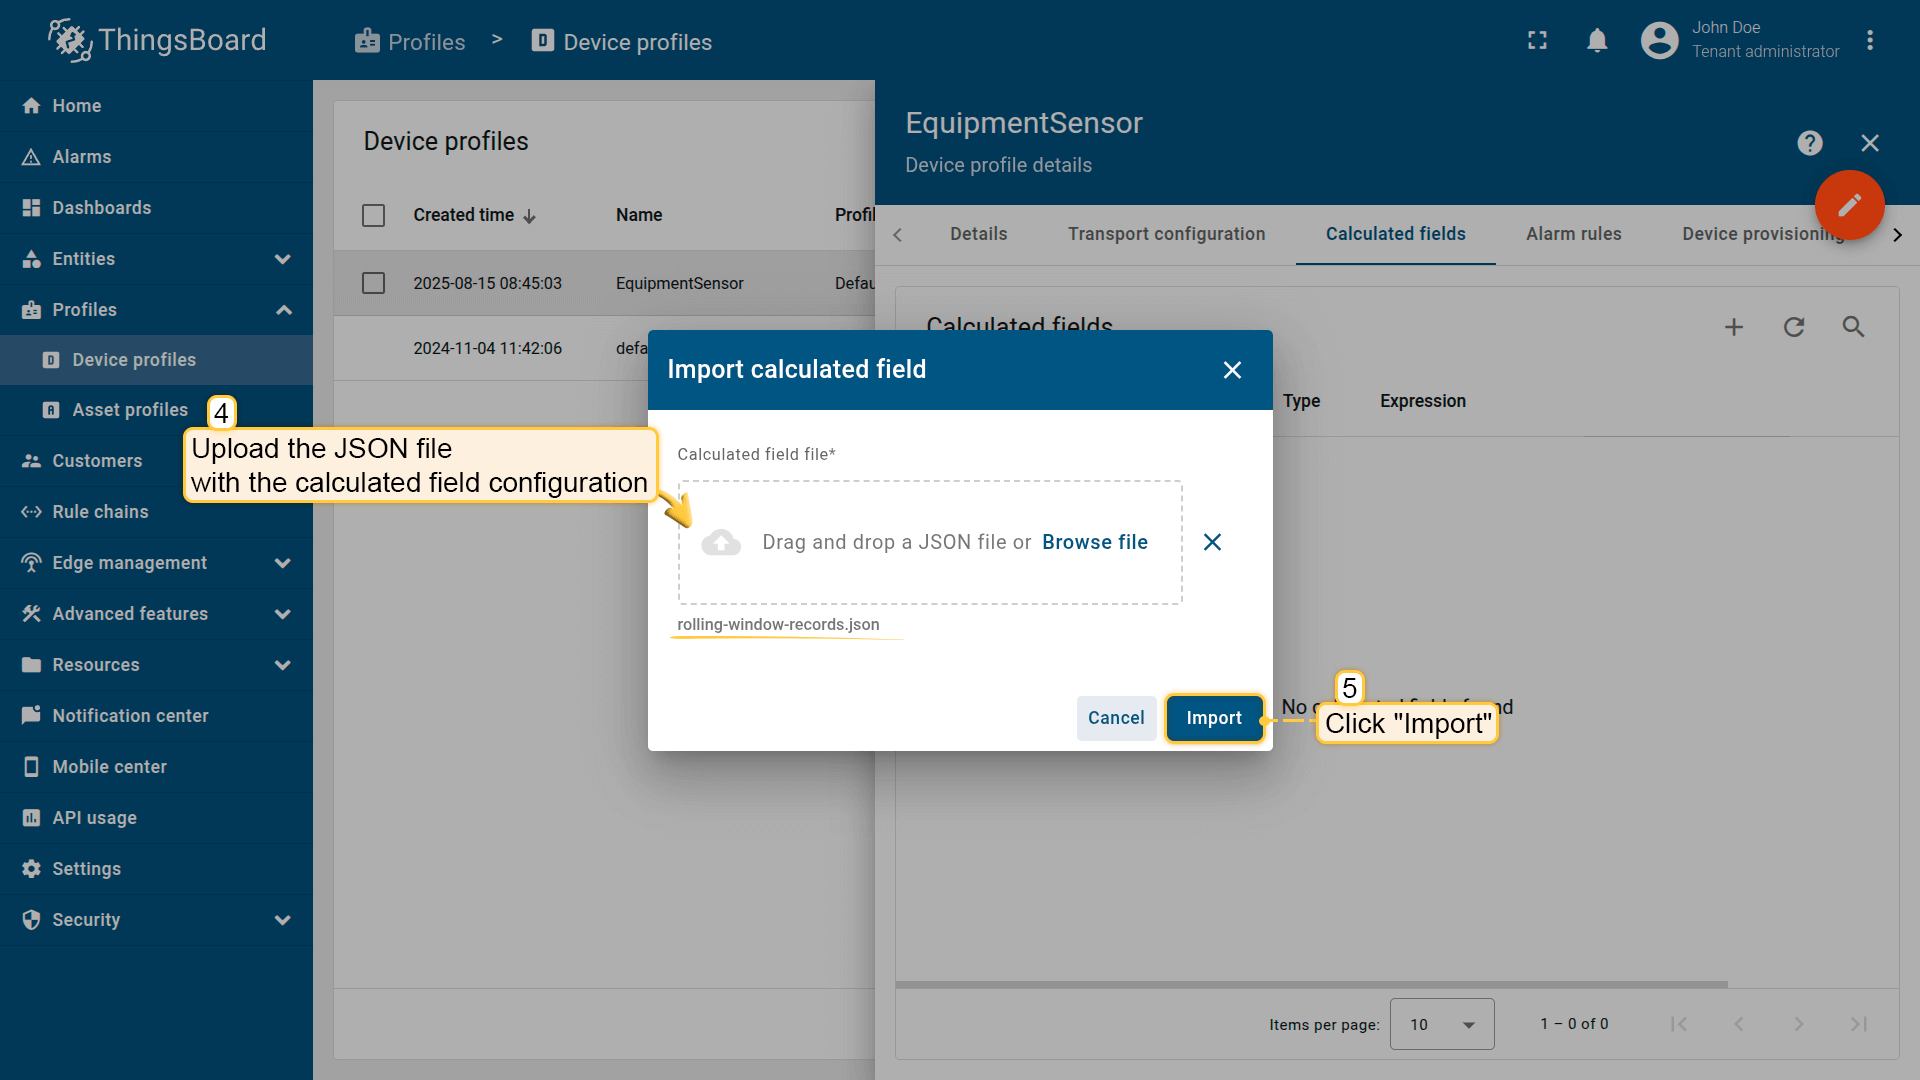 ThingsBoard
Profiles > Device profiles
John Doe
Tenant administrator
Home
Alarms
Dashboards
Entities
Profiles
Device profiles
Asset profiles
Customers
Rule chains
Edge management
Advanced features
Resources
Notification center
Mobile center
API usage
Settings
Security
Device profiles
Created time Name Profil
2025-08-15 08:45:03 EquipmentSensor Defau
2024-11-04 11:42:06 defa
EquipmentSensor
Device profile details
Details Transport configuration Calculated fields Alarm rules Device provisioning
Calculated fields
Type Expression
Import calculated field
Calculated field file*
Drag and drop a JSON file or Browse file
rolling-window-records.json
Cancel Import
4
Upload the JSON file
with the calculated field configuration
5
Click "Import"
No
Items per page: 10 1 – 0 of 0